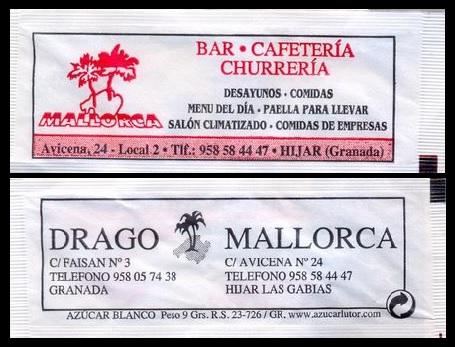 BAR • CAFETERÍA
CHURRERÍA
DESAYUNOS • COMIDAS
MENU DEL DÍA • PAELLA PARA LLEVAR
SALÓN CLIMATIZADO • COMIDAS DE EMPRESAS
MALLORCA
Avicena, 24 - Local 2 • Tlf.: 958 58 44 47 • HIJAR (Granada)
DRAGO
C/ FAISAN Nº 3
TELEFONO 958 05 74 38
GRANADA
MALLORCA
C/ AVICENA Nº 24
TELEFONO 958 58 44 47
HIJAR LAS GABIAS
AZÚCAR BLANCO Peso 9 Grs. R.S. 23-726 / GR. www.azucarlutor.com